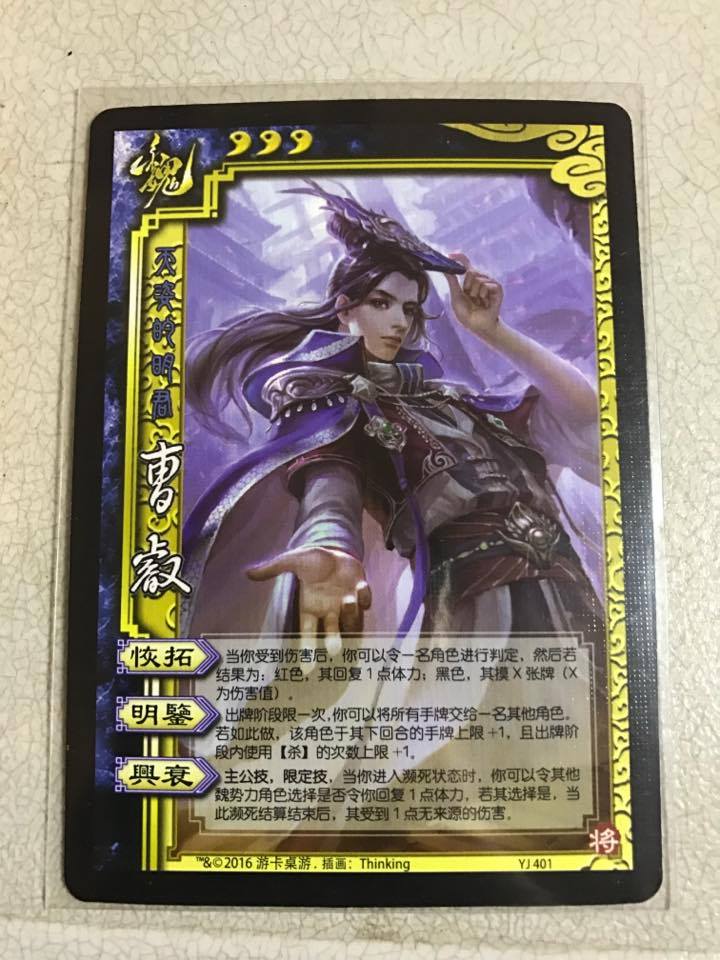 魏
天姿的明君
曹叡
恢拓
当你受到伤害后，你可以令一名角色进行判定，然后若
结果为：红色，其回复1点体力；黑色，其摸X张牌（X
为伤害值）。
明鑒
出牌阶段限一次，你可以将所有手牌交给一名其他角色。
若如此做，该角色于其下回合的手牌上限+1，且出牌阶
段内使用【杀】的次数上限+1。
興衰
主公技，限定技，当你进入濒死状态时，你可以令其他
魏势力角色选择是否令你回复1点体力，若其选择是，当
此濒死结算结束后，其受到1点无来源的伤害。
将
™&©2016 游卡桌游 . 插画：Thinking
YJ 401